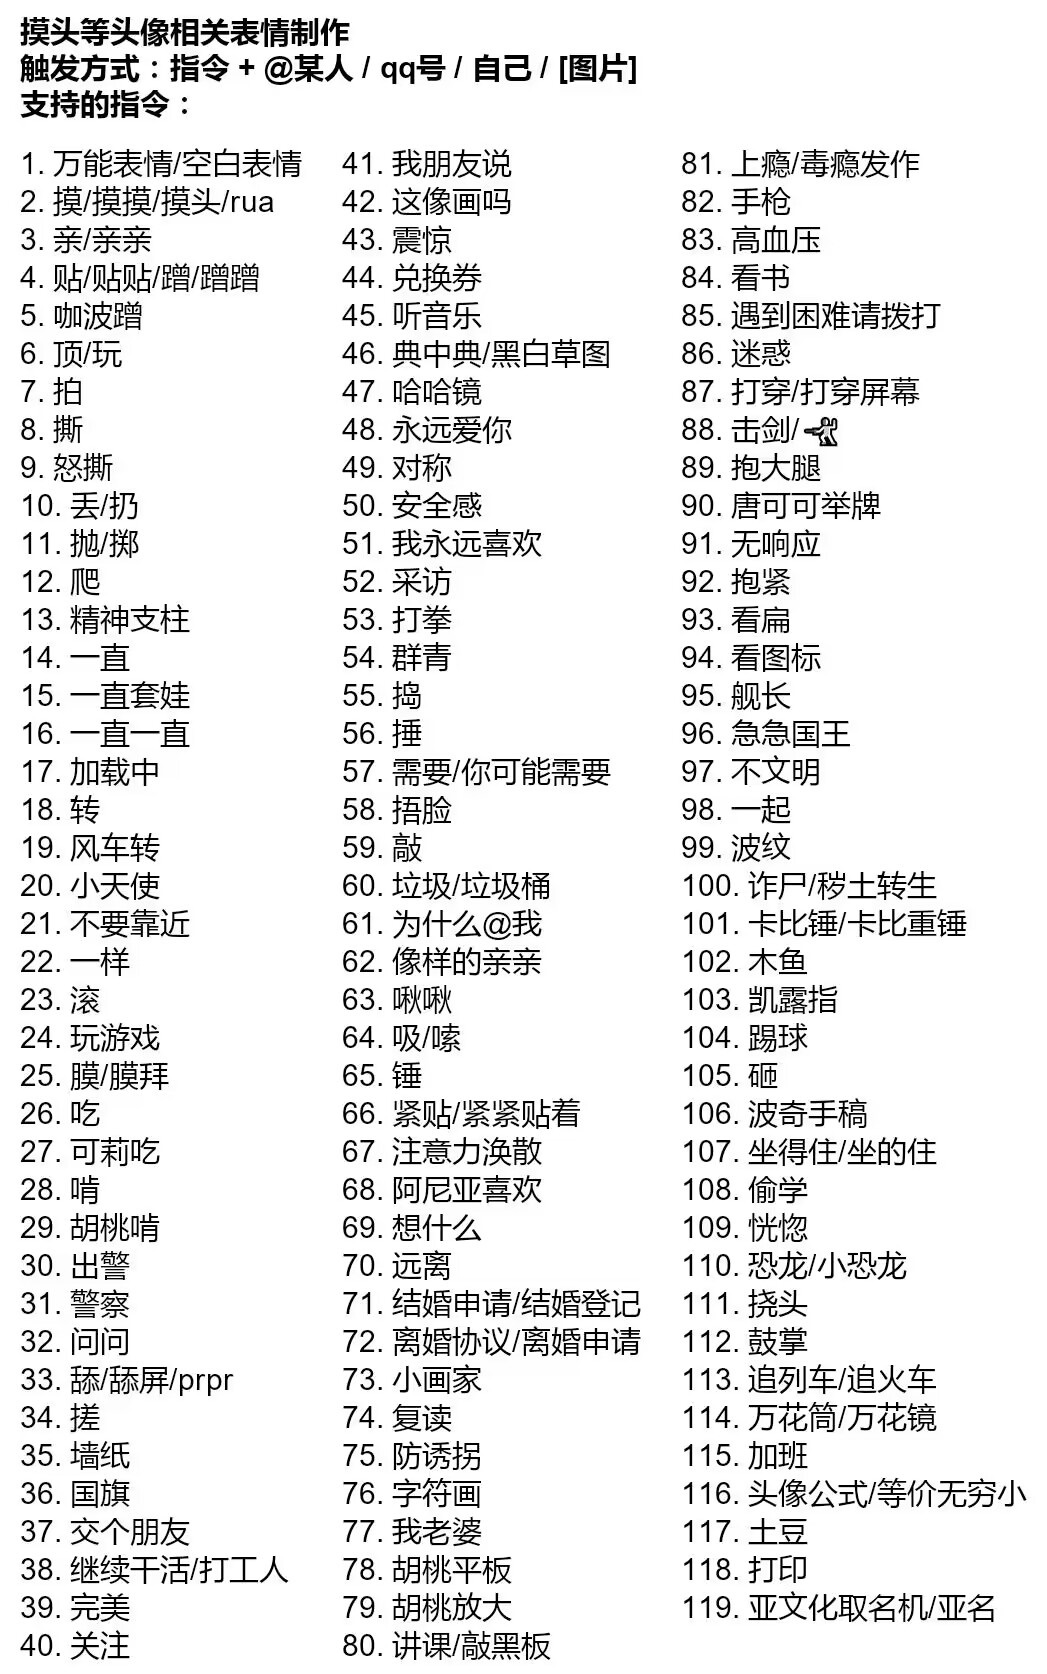 摸头等头像相关表情制作
触发方式：指令 + @某人 / qq号 / 自己 / [图片]
支持的指令：
1. 万能表情/空白表情
2. 摸/摸摸/摸头/rua
3. 亲/亲亲
4. 贴/贴贴/蹭/蹭蹭
5. 咖波蹭
6. 顶/玩
7. 拍
8. 撕
9. 怒撕
10. 丢/扔
11. 抛/掷
12. 爬
13. 精神支柱
14. 一直
15. 一直套娃
16. 一直一直
17. 加载中
18. 转
19. 风车转
20. 小天使
21. 不要靠近
22. 一样
23. 滚
24. 玩游戏
25. 膜/膜拜
26. 吃
27. 可莉吃
28. 啃
29. 胡桃啃
30. 出警
31. 警察
32. 问问
33. 舔/舔屏/prpr
34. 搓
35. 墙纸
36. 国旗
37. 交个朋友
38. 继续干活/打工人
39. 完美
40. 关注
41. 我朋友说
42. 这像画吗
43. 震惊
44. 兑换券
45. 听音乐
46. 典中典/黑白草图
47. 哈哈镜
48. 永远爱你
49. 对称
50. 安全感
51. 我永远喜欢
52. 采访
53. 打拳
54. 群青
55. 捣
56. 捶
57. 需要/你可能需要
58. 捂脸
59. 敲
60. 垃圾/垃圾桶
61. 为什么@我
62. 像样的亲亲
63. 啾啾
64. 吸/嗦
65. 锤
66. 紧贴/紧紧贴着
67. 注意力涣散
68. 阿尼亚喜欢
69. 想什么
70. 远离
71. 结婚申请/结婚登记
72. 离婚协议/离婚申请
73. 小画家
74. 复读
75. 防诱拐
76. 字符画
77. 我老婆
78. 胡桃平板
79. 胡桃放大
80. 讲课/敲黑板
81. 上瘾/毒瘾发作
82. 手枪
83. 高血压
84. 看书
85. 遇到困难请拨打
86. 迷惑
87. 打穿/打穿屏幕
88. 击剑/🤺
89. 抱大腿
90. 唐可可举牌
91. 无响应
92. 抱紧
93. 看扁
94. 看图标
95. 舰长
96. 急急国王
97. 不文明
98. 一起
99. 波纹
100. 诈尸/秽土转生
101. 卡比锤/卡比重锤
102. 木鱼
103. 凯露指
104. 踢球
105. 砸
106. 波奇手稿
107. 坐得住/坐的住
108. 偷学
109. 恍惚
110. 恐龙/小恐龙
111. 挠头
112. 鼓掌
113. 追列车/追火车
114. 万花筒/万花镜
115. 加班
116. 头像公式/等价无穷小
117. 土豆
118. 打印
119. 亚文化取名机/亚名